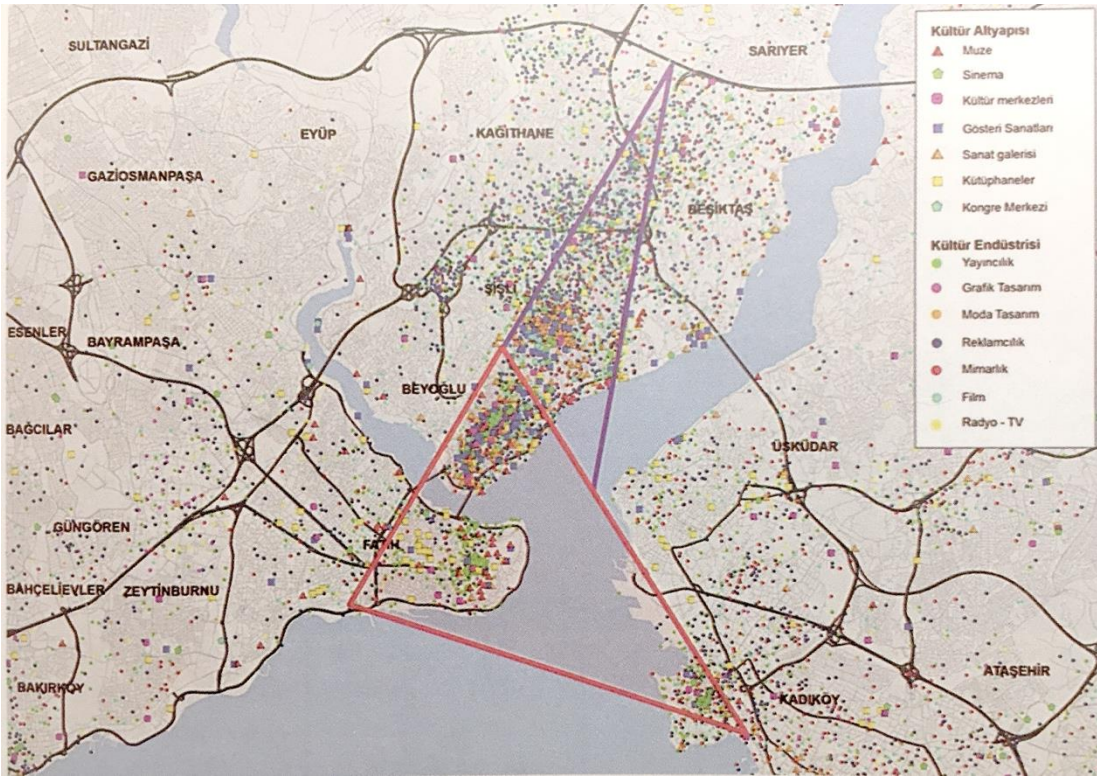 SULTANGAZİ
SARIYER
EYÜP
KAĞITHANE
GAZİOSMANPAŞA
BEŞİKTAŞ
ŞİŞLİ
ESENLER
BAYRAMPAŞA
BEYOĞLU
BAĞCILAR
ÜSKÜDAR
GÜNGÖREN
FATİH
BAHÇELİEVLER
ZEYTİNBURNU
BAKIRKÖY
KADIKÖY
ATAŞEHİR
Kültür Altyapısı
Müze
Sinema
Kültür merkezleri
Gösteri Sanatları
Sanat galerisi
Kütüphaneler
Kongre Merkezi
Kültür Endüstrisi
Yayıncılık
Grafik Tasarım
Moda Tasarım
Reklamcılık
Mimarlık
Film
Radyo - TV